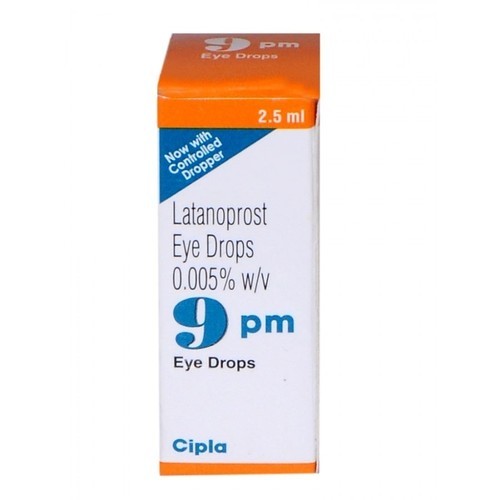 9 pm
Eye Drops
2.5 ml
Now with
Controlled
Dropper
Latanoprost
Eye Drops
0.005% w/v
9 pm
Eye Drops
Cipla